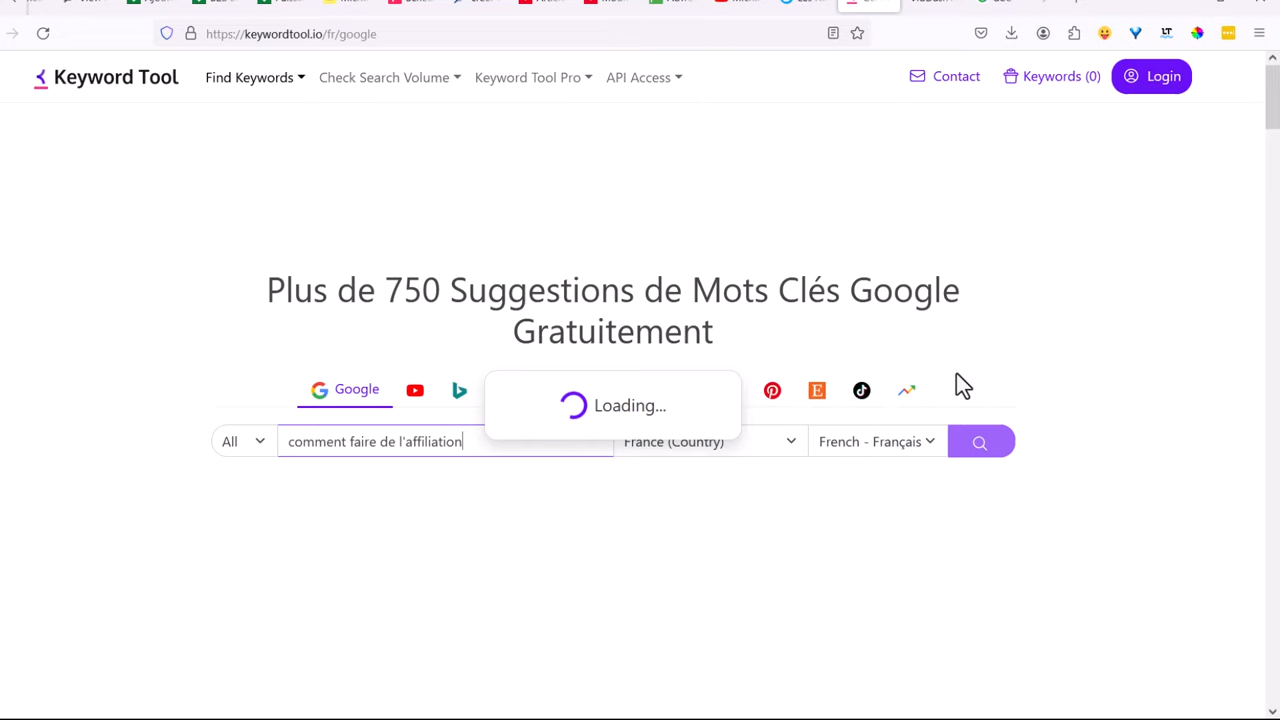 https://keywordtool.io/fr/google
Keyword Tool
Find Keywords
Check Search Volume
Keyword Tool Pro
API Access
Contact
Keywords (0)
Login
Plus de 750 Suggestions de Mots Clés Google
Gratuitement
Google
Loading...
All
comment faire de l'affiliation
France (Country)
French - Français